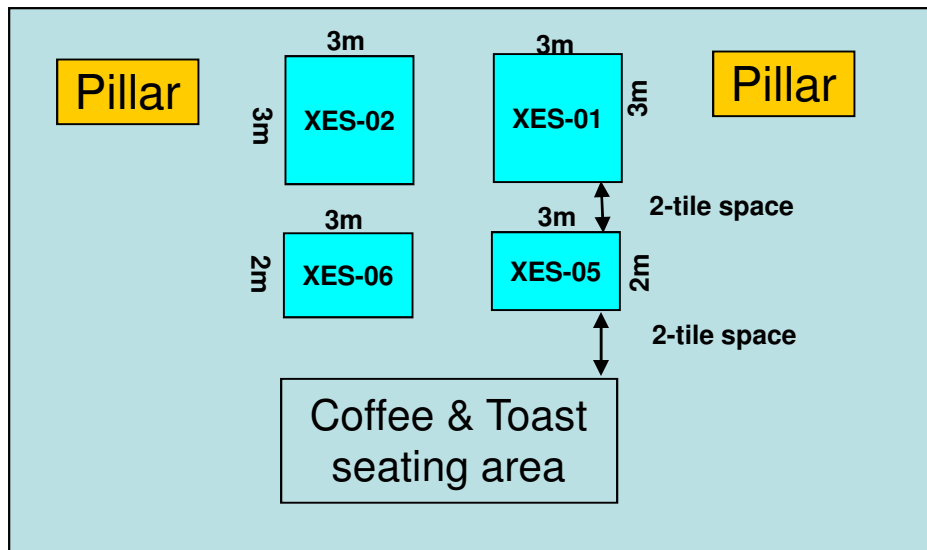 3m
3m
Pillar
XES-02
3m
XES-01
3m
Pillar
2-tile space
3m
3m
XES-06
2m
XES-05
2m
2-tile space
Coffee & Toast
seating area